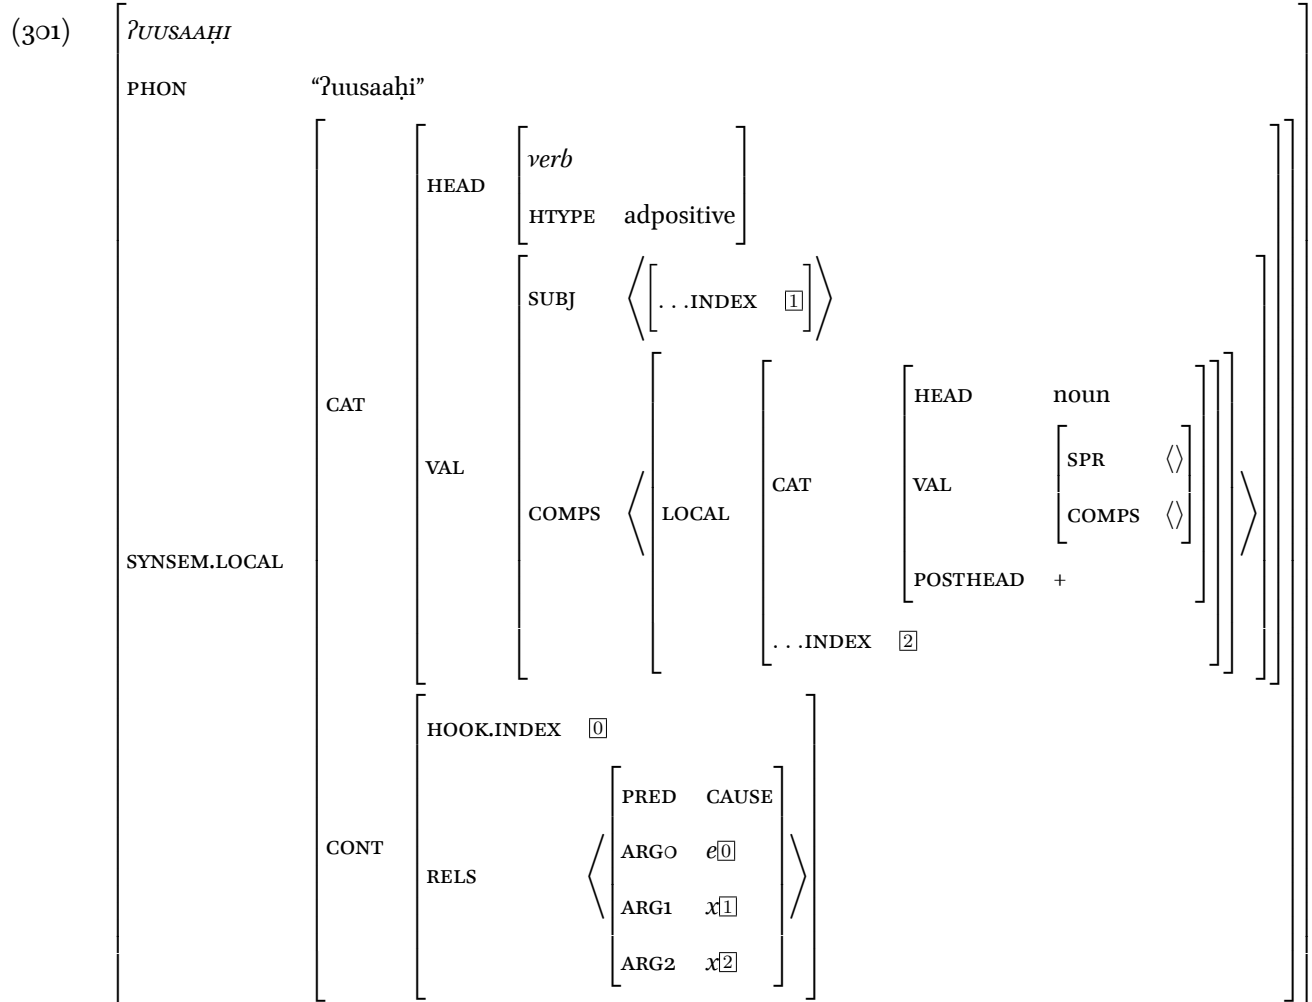 (301)
ʔUUSAAḤI
PHON “ʔuusaaḥi”
SYNSEM.LOCAL
CAT
HEAD
verb
HTYPE adpositive
VAL
SUBJ ⟨ [ . . .INDEX 1 ] ⟩
COMPS
LOCAL
CAT
HEAD noun
VAL
SPR ⟨⟩
COMPS ⟨⟩
POSTHEAD +
. . .INDEX 2
CONT
HOOK.INDEX 0
RELS
PRED CAUSE
ARG0 e0
ARG1 x1
ARG2 x2